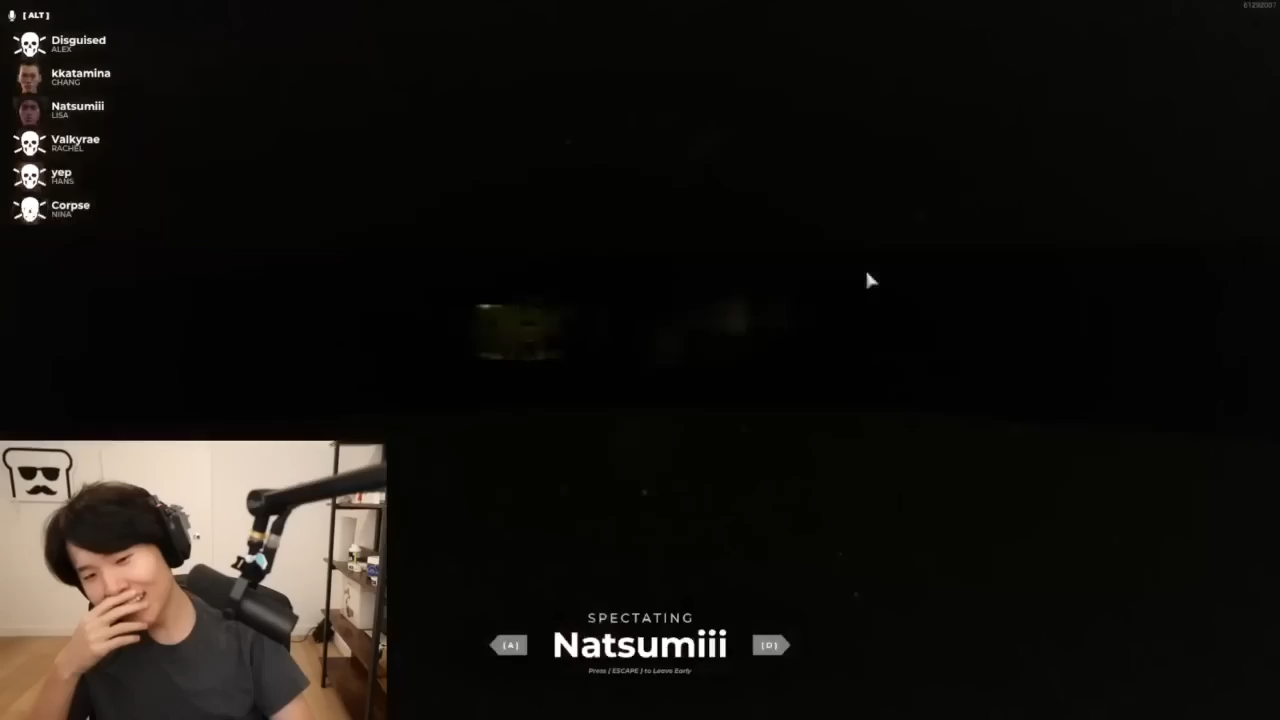 [ ALT ]
61292007
Disguised
ALEX
kkatamina
CHANG
Natsumiii
LISA
Valkyrae
RACHEL
yep
HANS
Corpse
NINA
SPECTATING
[A]
Natsumiii
[D]
Press [ ESCAPE ] to Leave Early